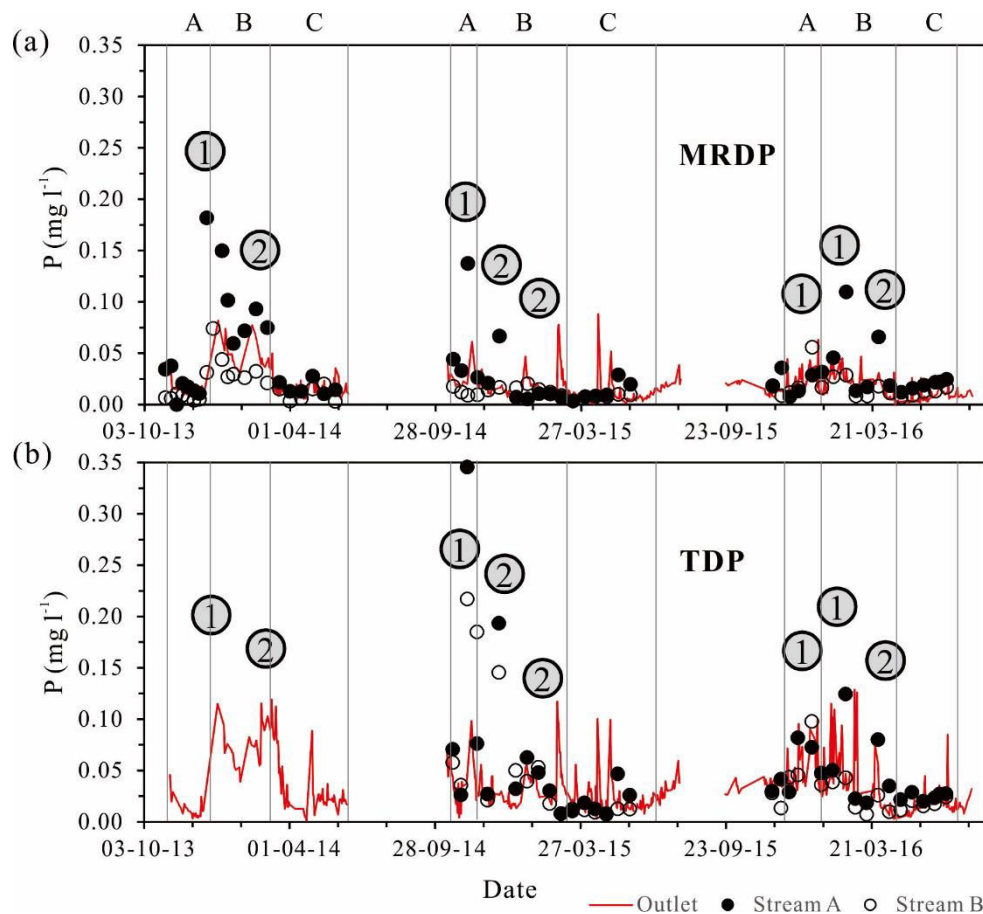 A B C A B C A B C
(a)
0.35
0.30
0.25
0.20
0.15
0.10
0.05
0.00
P (mg l⁻¹)
MRDP
1
2
1
2
2
1
1
2
03-10-13 01-04-14 28-09-14 27-03-15 23-09-15 21-03-16
(b)
0.35
0.30
0.25
0.20
0.15
0.10
0.05
0.00
P (mg l⁻¹)
TDP
1
2
1
2
2
1
1
2
03-10-13 01-04-14 28-09-14 27-03-15 23-09-15 21-03-16
Date
Outlet Stream A Stream B